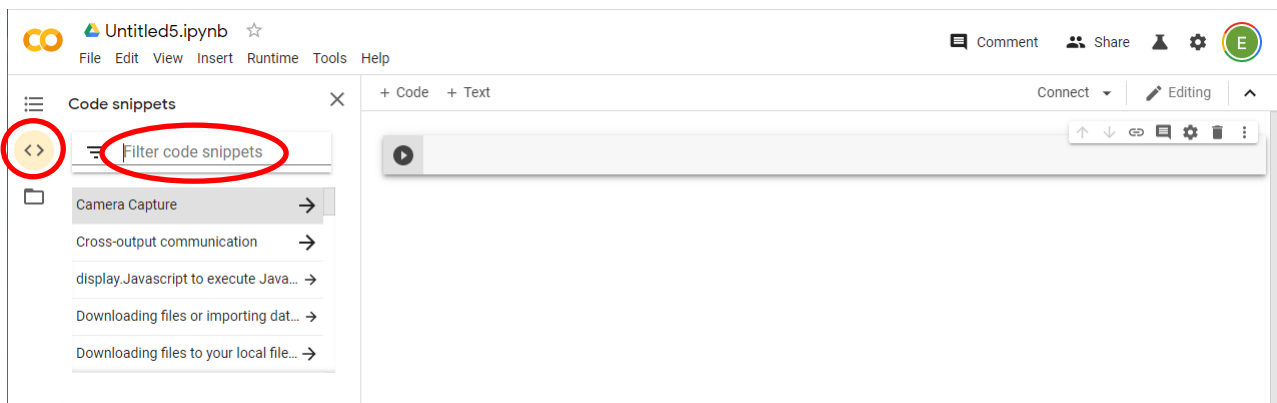 Untitled5.ipynb
File Edit View Insert Runtime Tools Help
Comment Share E
Code snippets
+ Code + Text
Connect Editing
Filter code snippets
Camera Capture
Cross-output communication
display.Javascript to execute Java...
Downloading files or importing dat...
Downloading files to your local file...